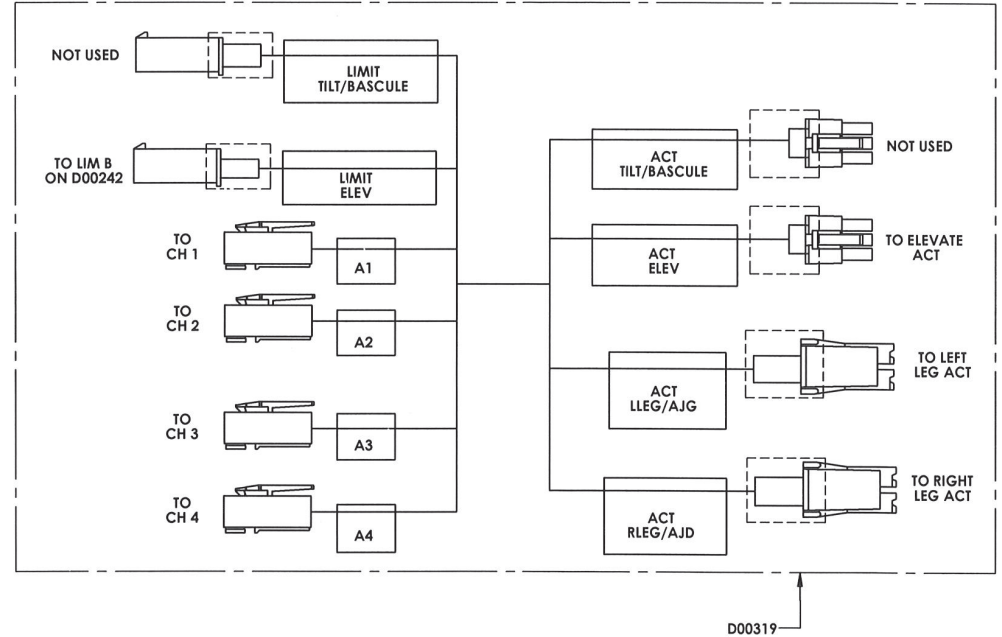 NOT USED
LIMIT
TILT/BASCULE
TO LIM B
ON D00242
LIMIT
ELEV
TO
CH 1
A1
TO
CH 2
A2
TO
CH 3
A3
TO
CH 4
A4
ACT
TILT/BASCULE
NOT USED
ACT
ELEV
TO ELEVATE
ACT
ACT
LLEG/AJG
TO LEFT
LEG ACT
ACT
RLEG/AJD
TO RIGHT
LEG ACT
D00319